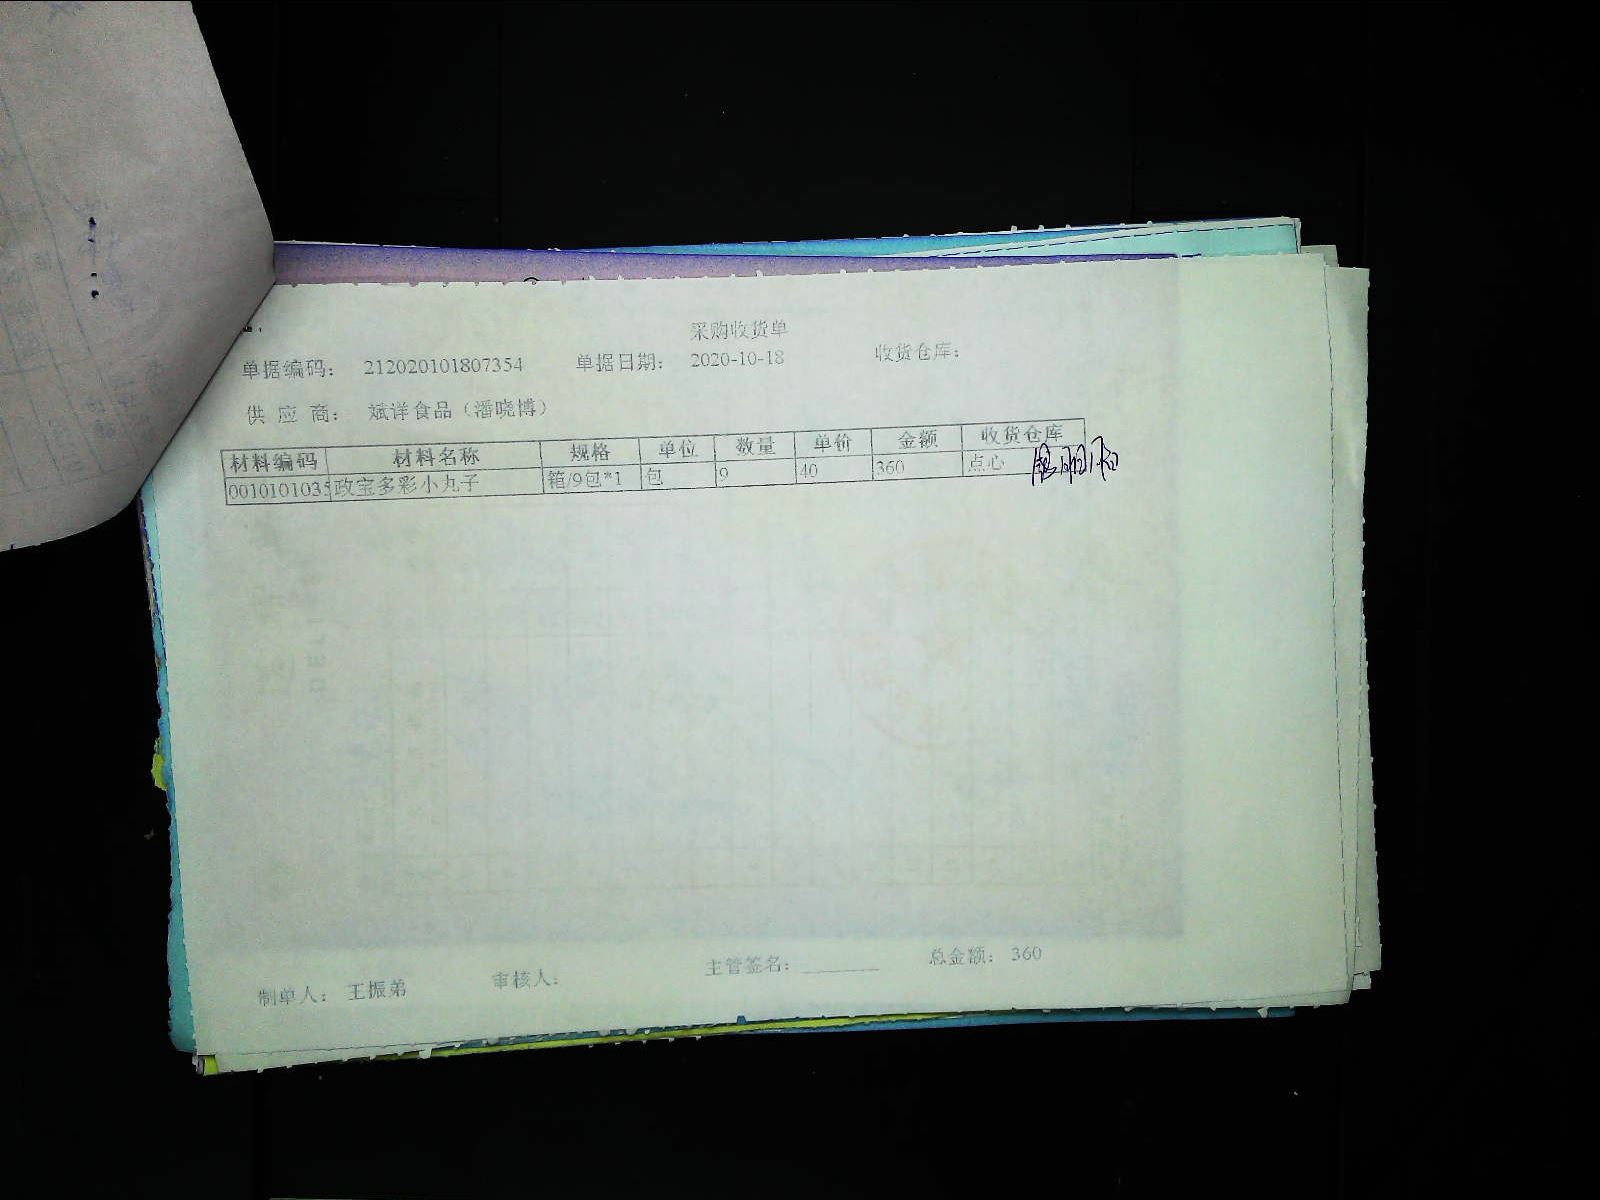 采购收货单
单据编码： 212020101807354 单据日期： 2020-10-18 收货仓库：
供应商： 斌洋食品（潘晓博）
材料编码 材料名称 规格 单位 数量 单价 金额 收货仓库
0010101035 政宝多彩小丸子 箱/9包*1 包 9 40 360 点心
制单人： 王振弟 审核人： 主管签名： 总金额： 360